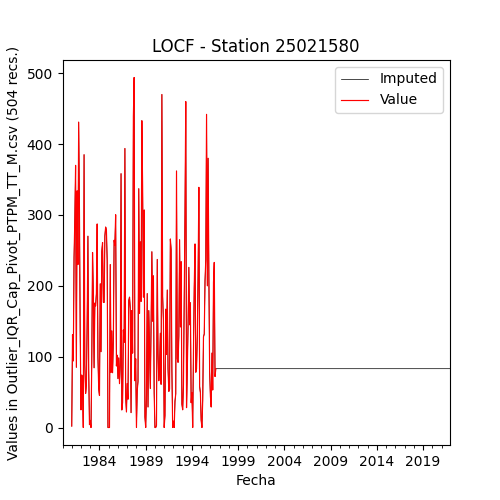 LOCF - Station 25021580
Values in Outlier_IQR_Cap_Pivot_PTPM_TT_M.csv (504 recs.)
500
400
300
200
100
0
Imputed
Value
1984 1989 1994 1999 2004 2009 2014 2019
Fecha